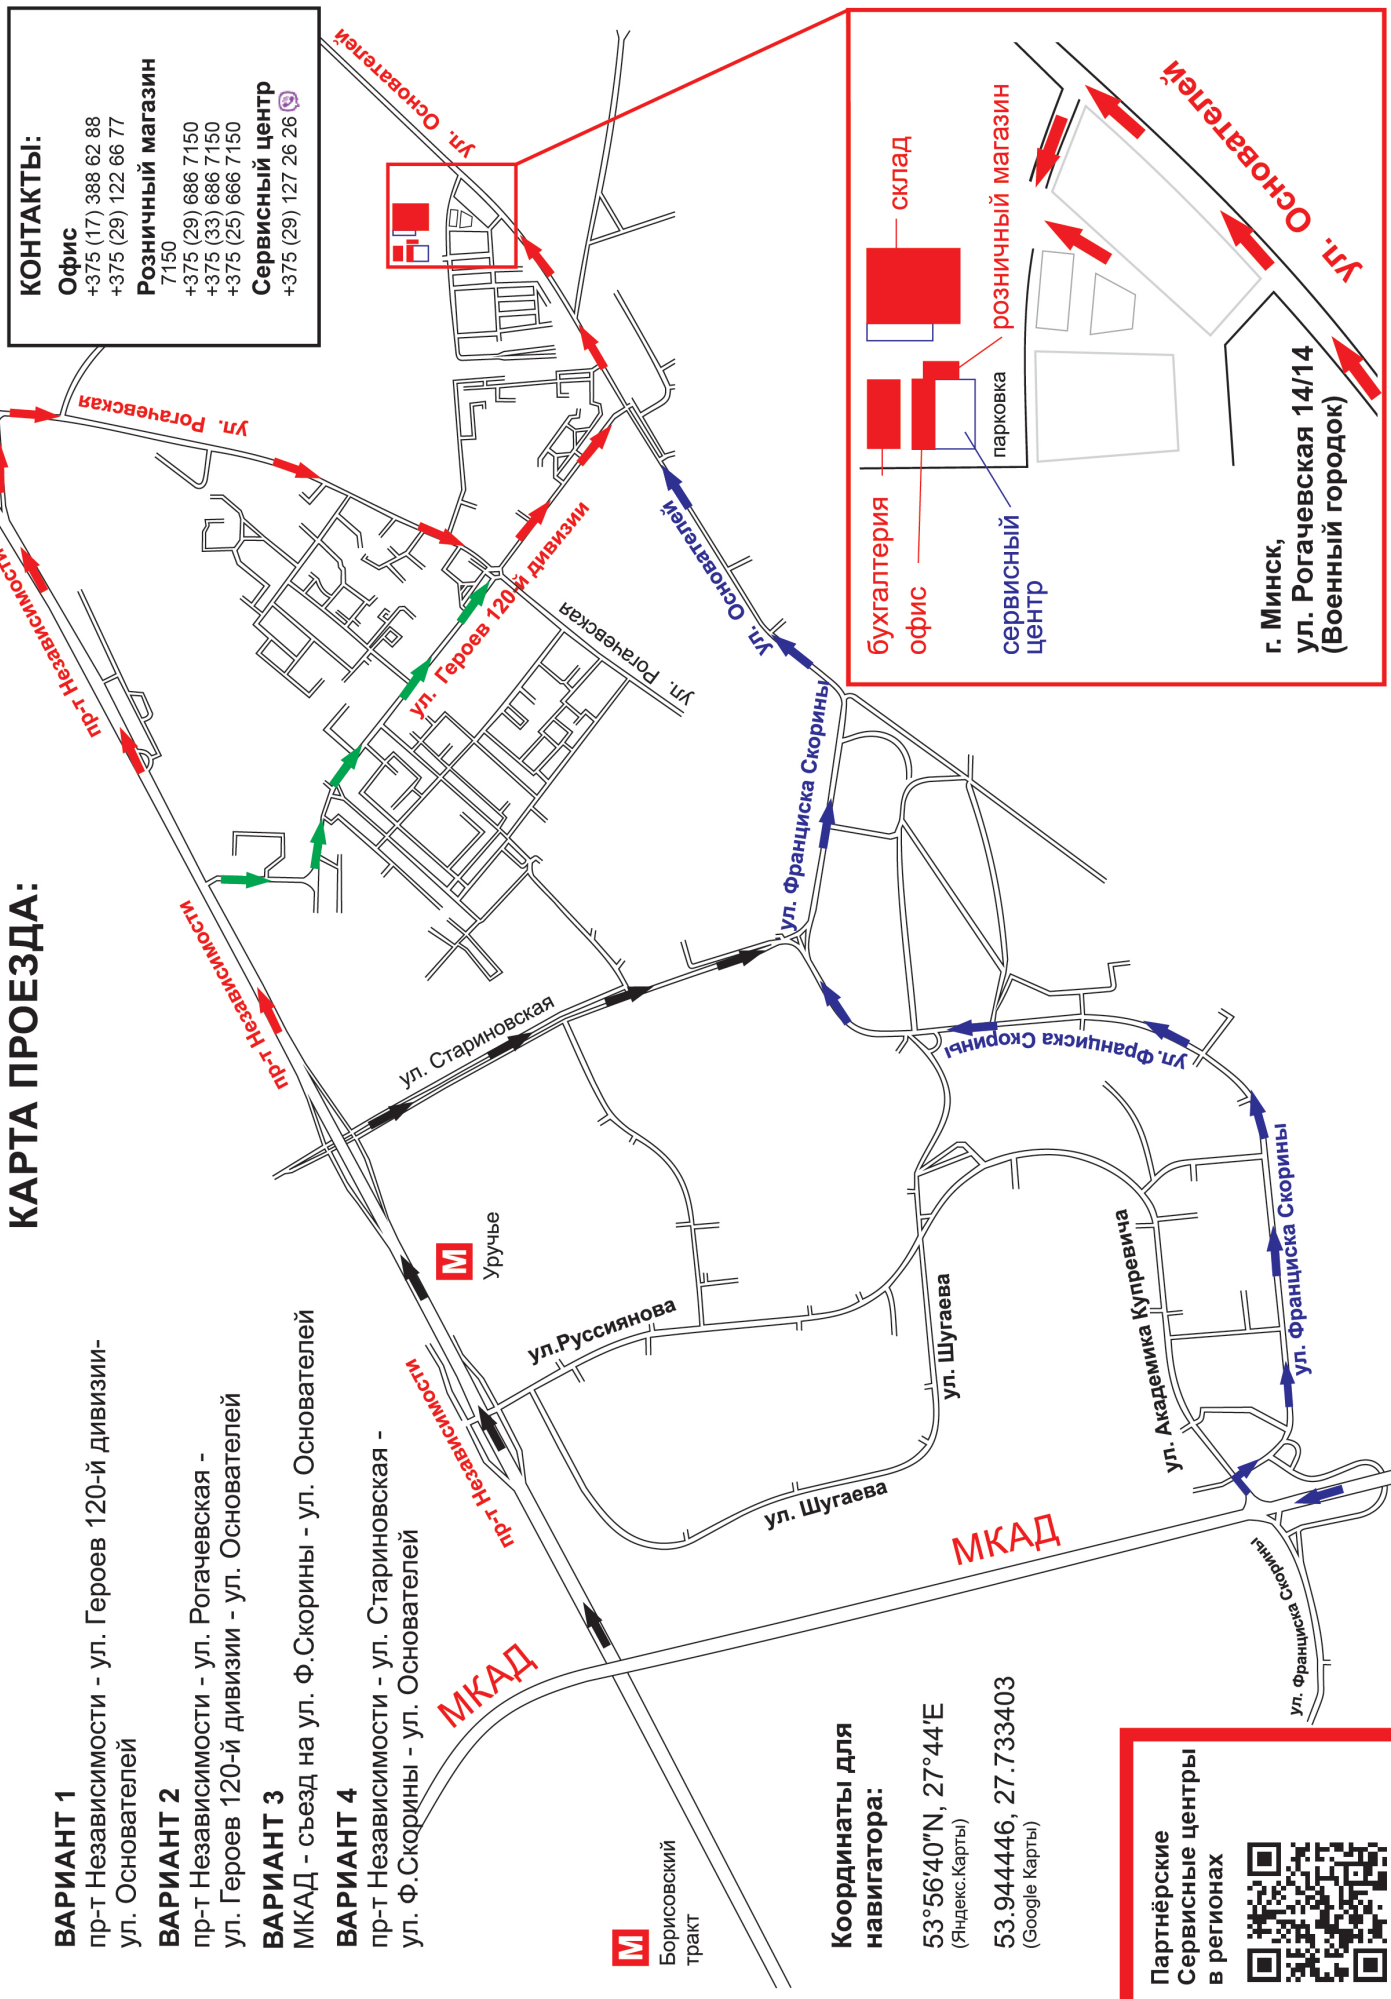 КАРТА ПРОЕЗДА:
ВАРИАНТ 1
пр-т Независимости - ул. Героев 120-й дивизии-
ул. Основателей
ВАРИАНТ 2
пр-т Независимости - ул. Рогачевская -
ул. Героев 120-й дивизии - ул. Основателей
ВАРИАНТ 3
МКАД - съезд на ул. Ф.Скорины - ул. Основателей
ВАРИАНТ 4
пр-т Независимости - ул. Стариновская -
ул. Ф.Скорины - ул. Основателей
КОНТАКТЫ:
Офис
+375 (17) 388 62 88
+375 (29) 122 66 77
Розничный магазин
7150
+375 (29) 686 7150
+375 (33) 686 7150
+375 (25) 666 7150
Сервисный центр
+375 (29) 127 26 26
пр-т Независимости
пр-т Независимости
пр-т Независимости
пр-т Независимости
ул. Рогачевская
ул. Основателей
ул. Героев 120-й дивизии
ул. Рогачевская
ул. Стариновская
М
Уручье
ул.Руссиянова
ул. Основателей
ул. Франциска Скорины
ул. Шугаева
ул. Шугаева
ул.Франциска Скорины
ул. Академика Купревича
ул. Франциска Скорины
МКАД
МКАД
ул. Франциска Скорины
М
Борисовский
тракт
Координаты для
навигатора:
53°56′40″N, 27°44′E
(Яндекс.Карты)
53.944446, 27.733403
(Google Карты)
Партнёрские
Сервисные центры
в регионах
бухгалтерия
офис
сервисный
центр
склад
розничный магазин
парковка
ул. Основателей
г. Минск,
ул. Рогачевская 14/14
(Военный городок)